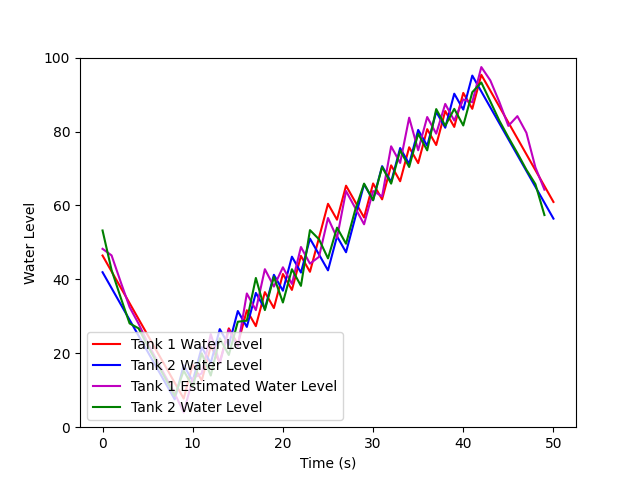 100
80
60
40
20
0
Water Level
Tank 1 Water Level
Tank 2 Water Level
Tank 1 Estimated Water Level
Tank 2 Water Level
0
10
20
30
40
50
Time (s)